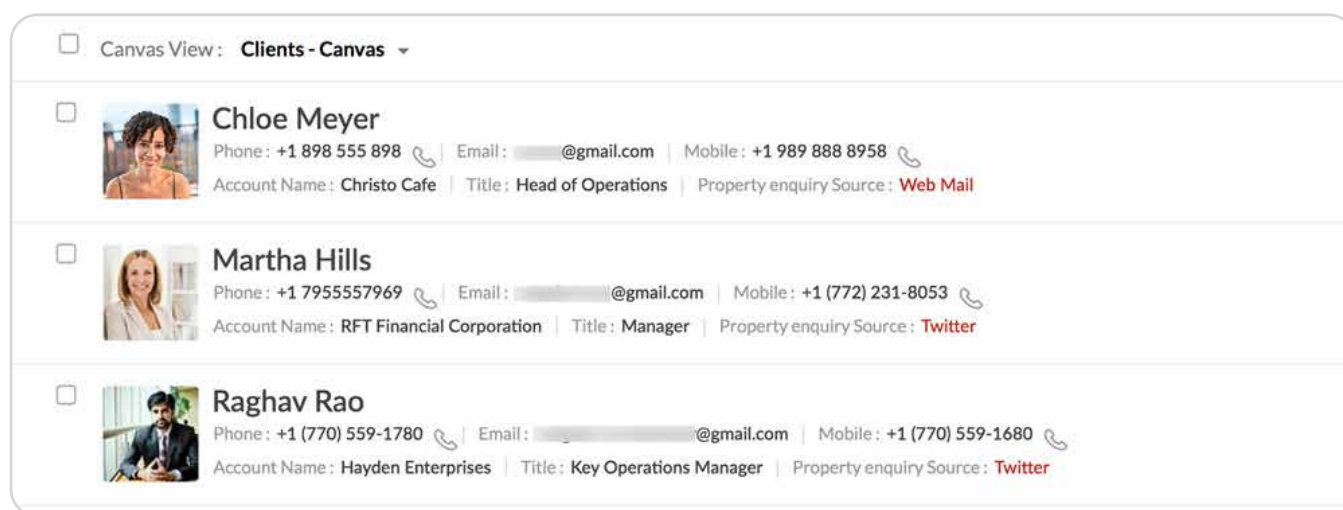 Canvas View : Clients - Canvas
Chloe Meyer
Phone : +1 898 555 898 Email : @gmail.com Mobile : +1 989 888 8958
Account Name : Christo Cafe Title : Head of Operations Property enquiry Source : Web Mail
Martha Hills
Phone : +1 7955557969 Email : @gmail.com Mobile : +1 (772) 231-8053
Account Name : RFT Financial Corporation Title : Manager Property enquiry Source : Twitter
Raghav Rao
Phone : +1 (770) 559-1780 Email : @gmail.com Mobile : +1 (770) 559-1680
Account Name : Hayden Enterprises Title : Key Operations Manager Property enquiry Source : Twitter